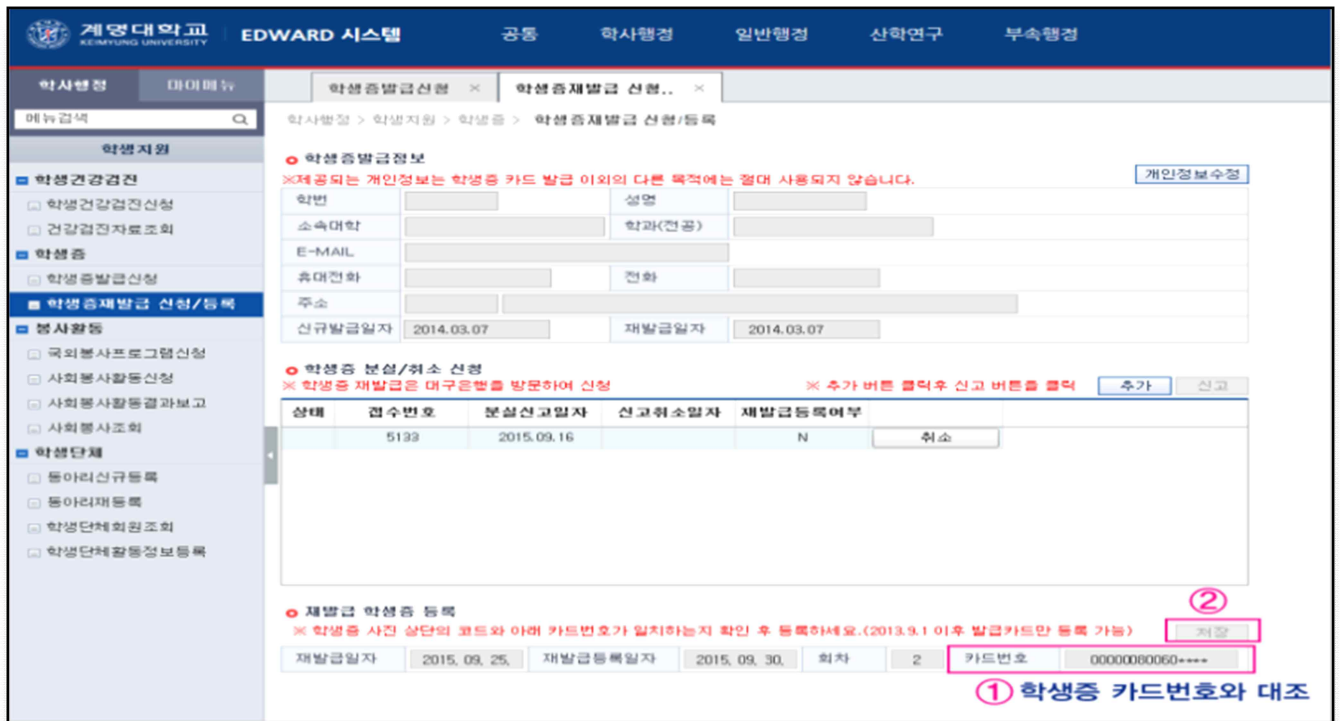 계명대학교 EDWARD 시스템 공통 학사행정 일반행정 산학연구 부속행정
KEIMYUNG UNIVERSITY
학사행정 마이메뉴 학생증발급신청 × 학생증재발급 신청.. ×
메뉴검색
학사행정 > 학생지원 > 학생증 > 학생증재발급 신청/등록
학생지원
학생건강검진
학생건강검진신청
건강검진자료조회
학생증
학생증발급신청
학생증재발급 신청/등록
봉사활동
국외봉사프로그램신청
사회봉사활동신청
사회봉사활동결과보고
사회봉사조회
학생단체
동아리신규등록
동아리재등록
학생단체회원조회
학생단체활동정보등록
학생증발급정보
※제공되는 개인정보는 학생증 카드 발급 이외의 다른 목적에는 절대 사용되지 않습니다. 개인정보수정
학번 성명
소속대학 학과(전공)
E-MAIL
휴대전화 전화
주소
신규발급일자 2014.03.07 재발급일자 2014.03.07
학생증 분실/취소 신청
※ 학생증 재발급은 대구은행을 방문하여 신청 ※ 추가 버튼 클릭후 신고 버튼을 클릭 추가 신고
상태 접수번호 분실신고일자 신고취소일자 재발급등록여부
5133 2015.09.16 N 취소
재발급 학생증 등록 ②
※ 학생증 사진 상단의 코드와 아래 카드번호가 일치하는지 확인 후 등록하세요.(2013.9.1 이후 발급카드만 등록 가능) 저장
재발급일자 2015, 09, 25, 재발급등록일자 2015, 09, 30, 회차 2 카드번호 00000080060****
① 학생증 카드번호와 대조